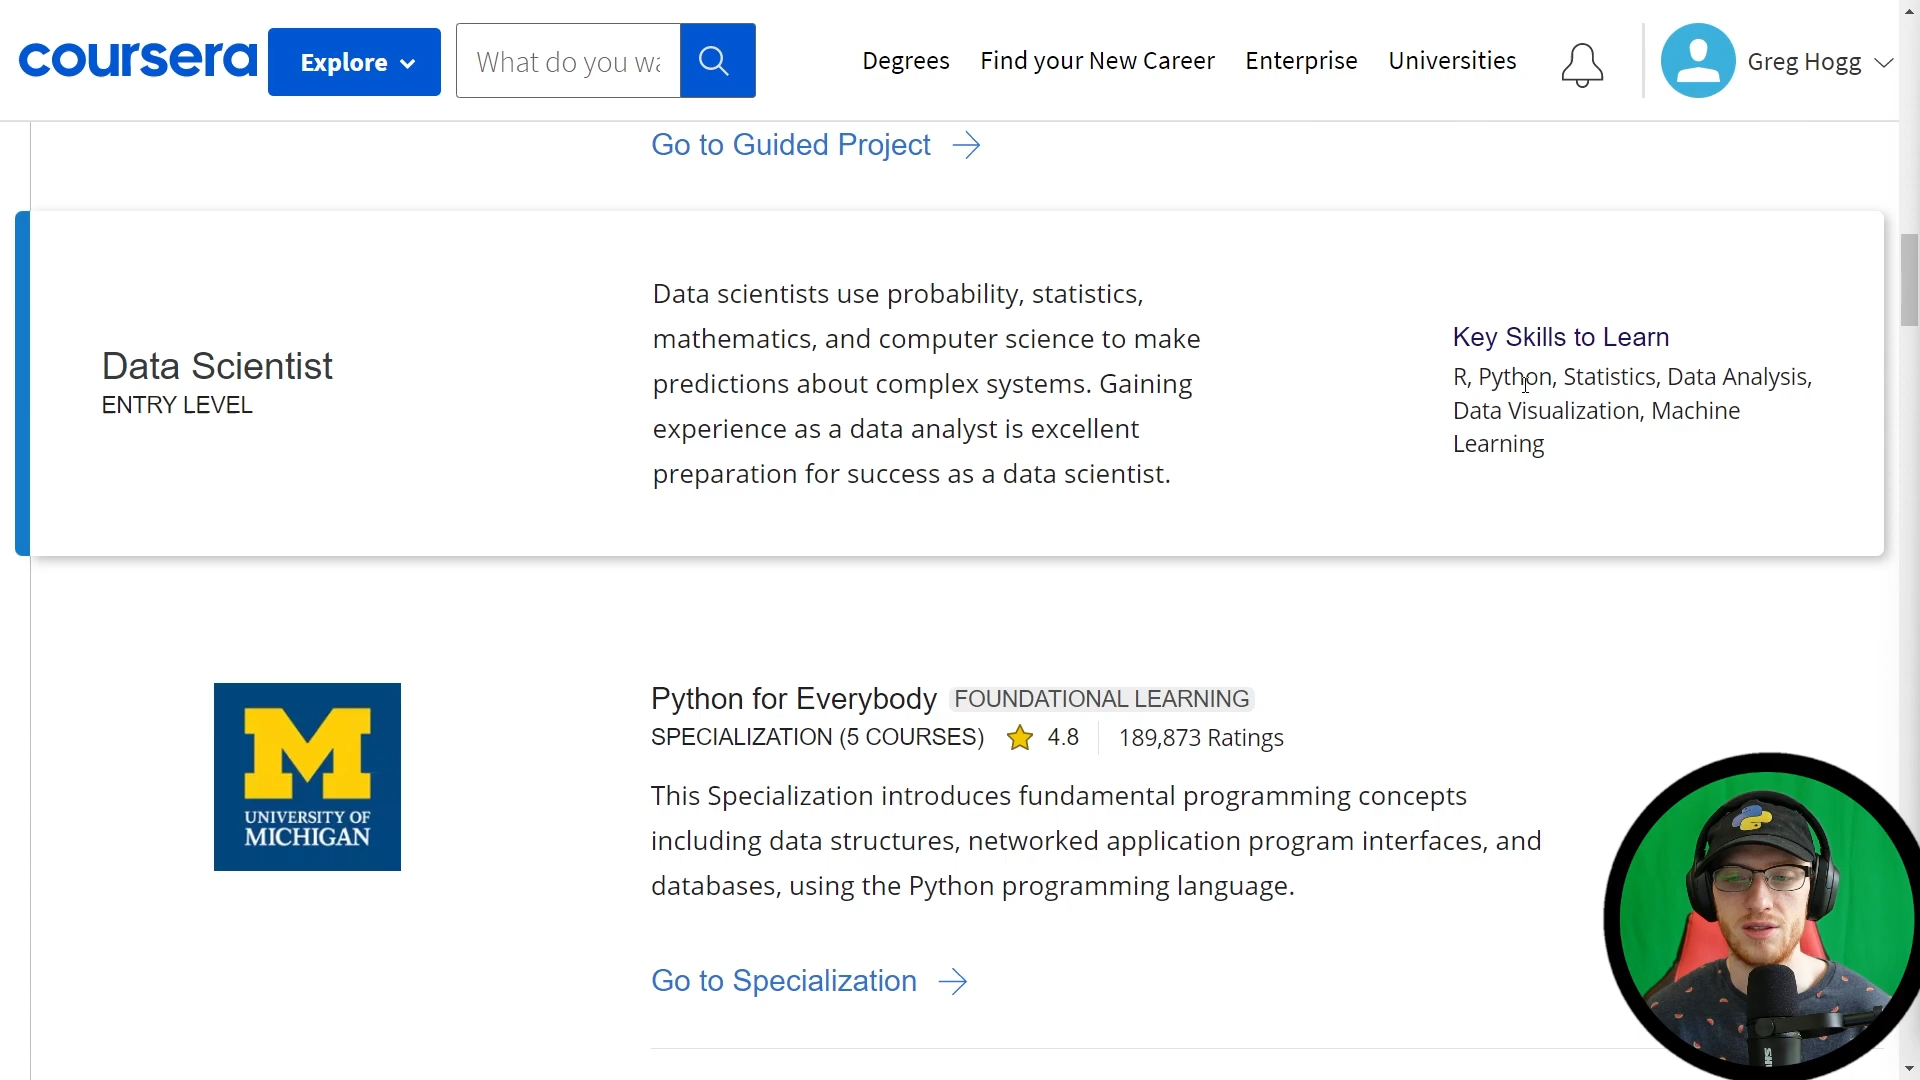 coursera
Explore
What do you wa
Degrees
Find your New Career
Enterprise
Universities
Greg Hogg
Go to Guided Project
Data Scientist
ENTRY LEVEL
Data scientists use probability, statistics,
mathematics, and computer science to make
predictions about complex systems. Gaining
experience as a data analyst is excellent
preparation for success as a data scientist.
Key Skills to Learn
R, Python, Statistics, Data Analysis,
Data Visualization, Machine
Learning
M
UNIVERSITY OF
MICHIGAN
Python for Everybody FOUNDATIONAL LEARNING
SPECIALIZATION (5 COURSES) 4.8 189,873 Ratings
This Specialization introduces fundamental programming concepts
including data structures, networked application program interfaces, and
databases, using the Python programming language.
Go to Specialization